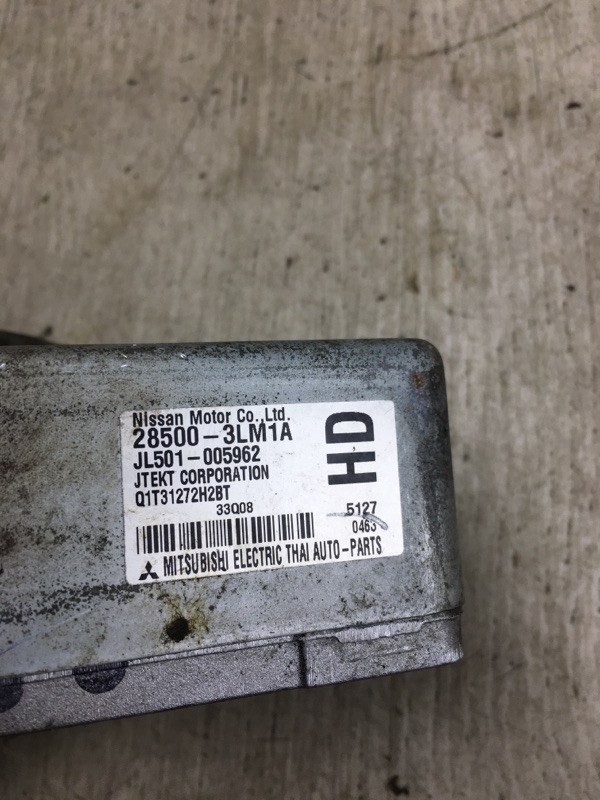 Nissan Motor Co.,Ltd.
28500-3LM1A
JL501-005962
JTEKT CORPORATION
Q1T31272H2BT
HD
33Q08
5127
0463
MITSUBISHI ELECTRIC THAI AUTO-PARTS